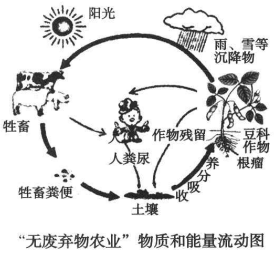 阳光
雨、雪等
沉降物
牲畜
人
人粪尿
作物残留
豆科
作物
根瘤
养分吸收
牲畜粪便
土壤
“无废弃物农业”物质和能量流动图